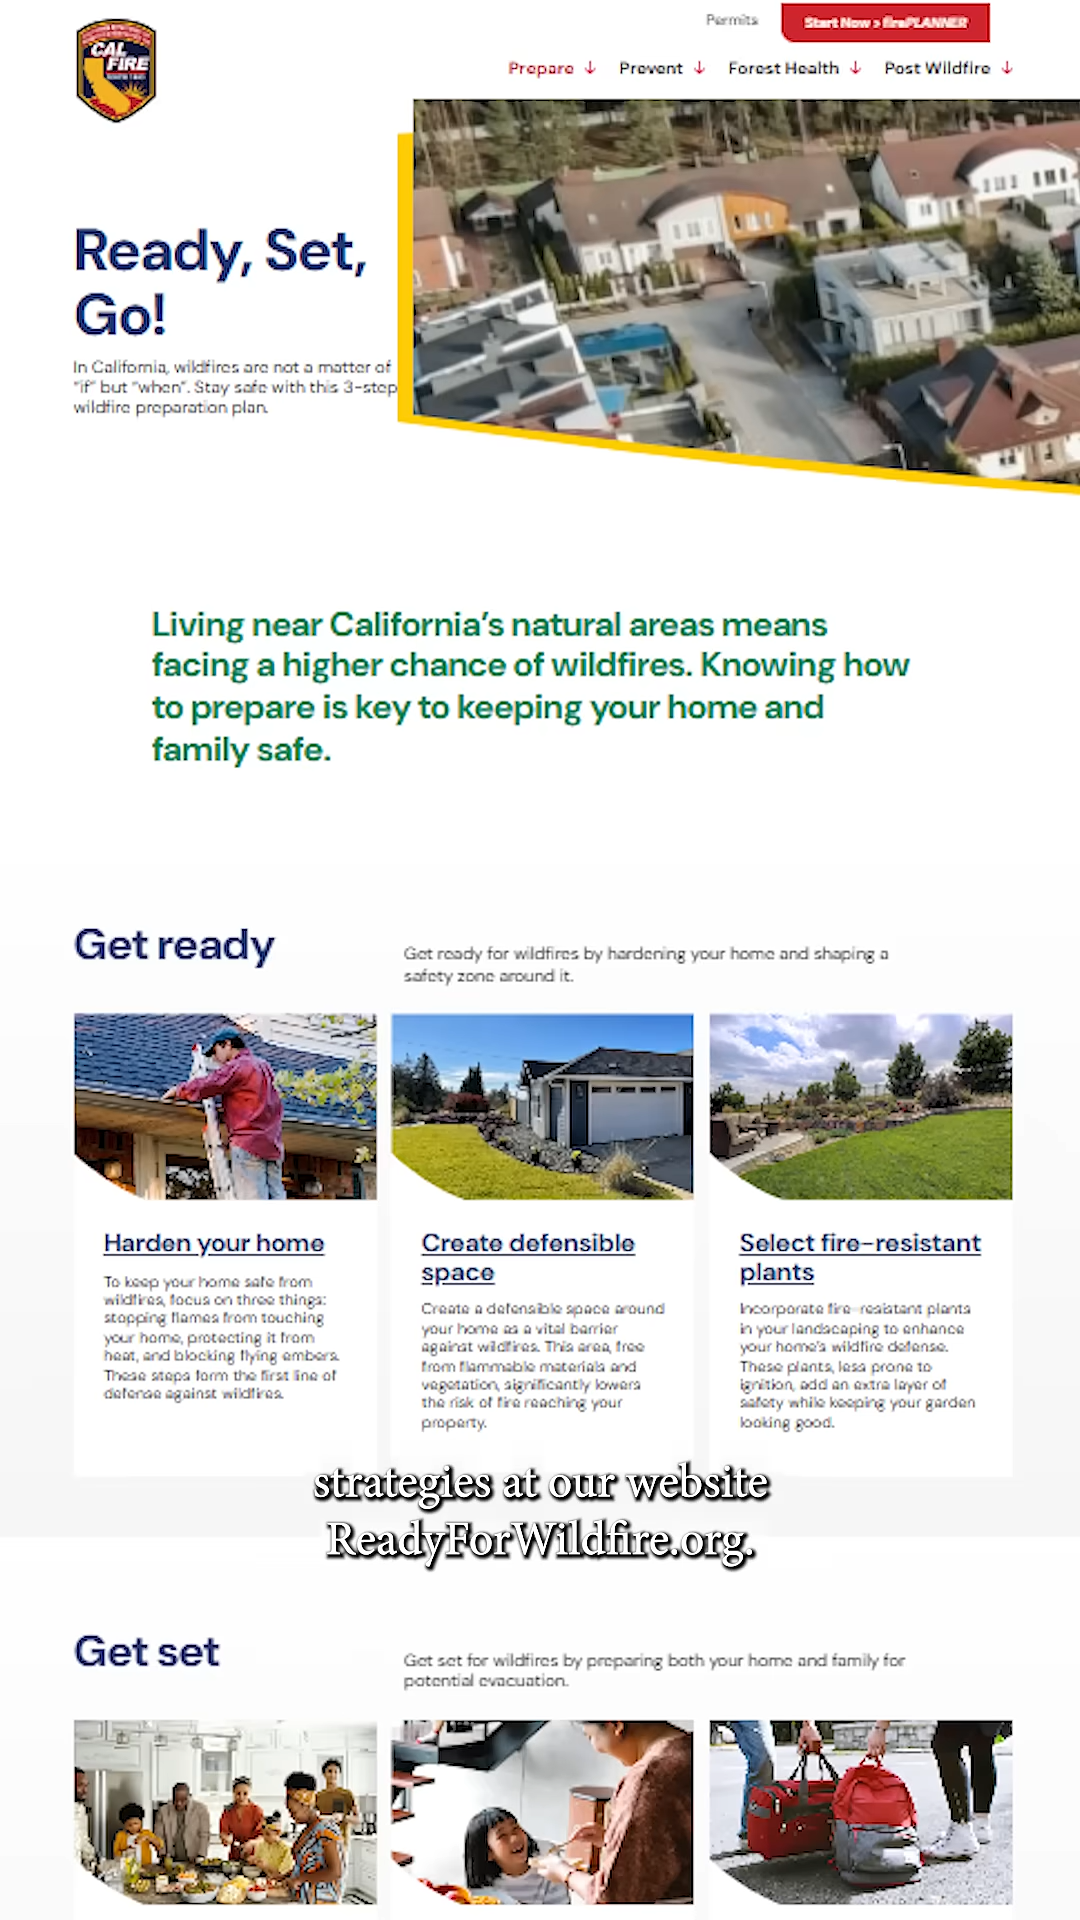 CAL
FIRE
Permits
Start Now > firePLANNER
Prepare ↓ Prevent ↓ Forest Health ↓ Post Wildfire ↓
Ready, Set,
Go!
In California, wildfires are not a matter of
"if" but "when". Stay safe with this 3-step
wildfire preparation plan.
Living near California's natural areas means
facing a higher chance of wildfires. Knowing how
to prepare is key to keeping your home and
family safe.
Get ready
Get ready for wildfires by hardening your home and shaping a
safety zone around it.
Harden your home
To keep your home safe from
wildfires, focus on three things:
stopping flames from touching
your home, protecting it from
heat, and blocking flying embers.
These steps form the first line of
defense against wildfires.
Create defensible
space
Create a defensible space around
your home as a vital barrier
against wildfires. This area, free
from flammable materials and
vegetation, significantly lowers
the risk of fire reaching your
property.
Select fire-resistant
plants
Incorporate fire-resistant plants
in your landscaping to enhance
your home's wildfire defense.
These plants, less prone to
ignition, add an extra layer of
safety while keeping your garden
looking good.
strategies at our website
ReadyForWildfire.org.
Get set
Get set for wildfires by preparing both your home and family for
potential evacuation.